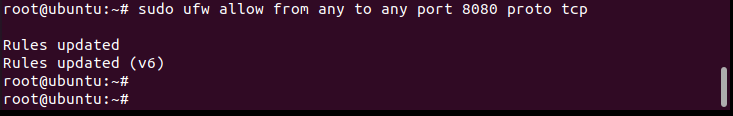 root@ubuntu:~# sudo ufw allow from any to any port 8080 proto tcp
Rules updated
Rules updated (v6)
root@ubuntu:~#
root@ubuntu:~#